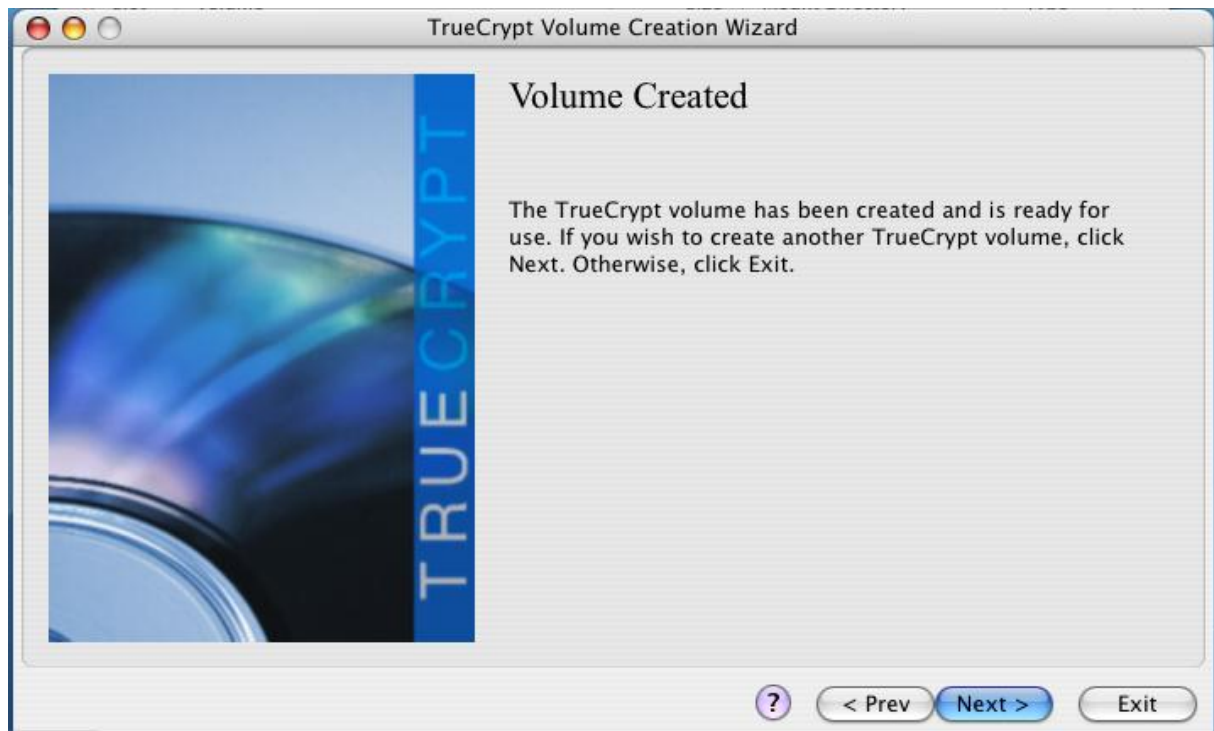 TrueCrypt Volume Creation Wizard
TRUECRYPT
Volume Created
The TrueCrypt volume has been created and is ready for
use. If you wish to create another TrueCrypt volume, click
Next. Otherwise, click Exit.
?
< Prev
Next >
Exit